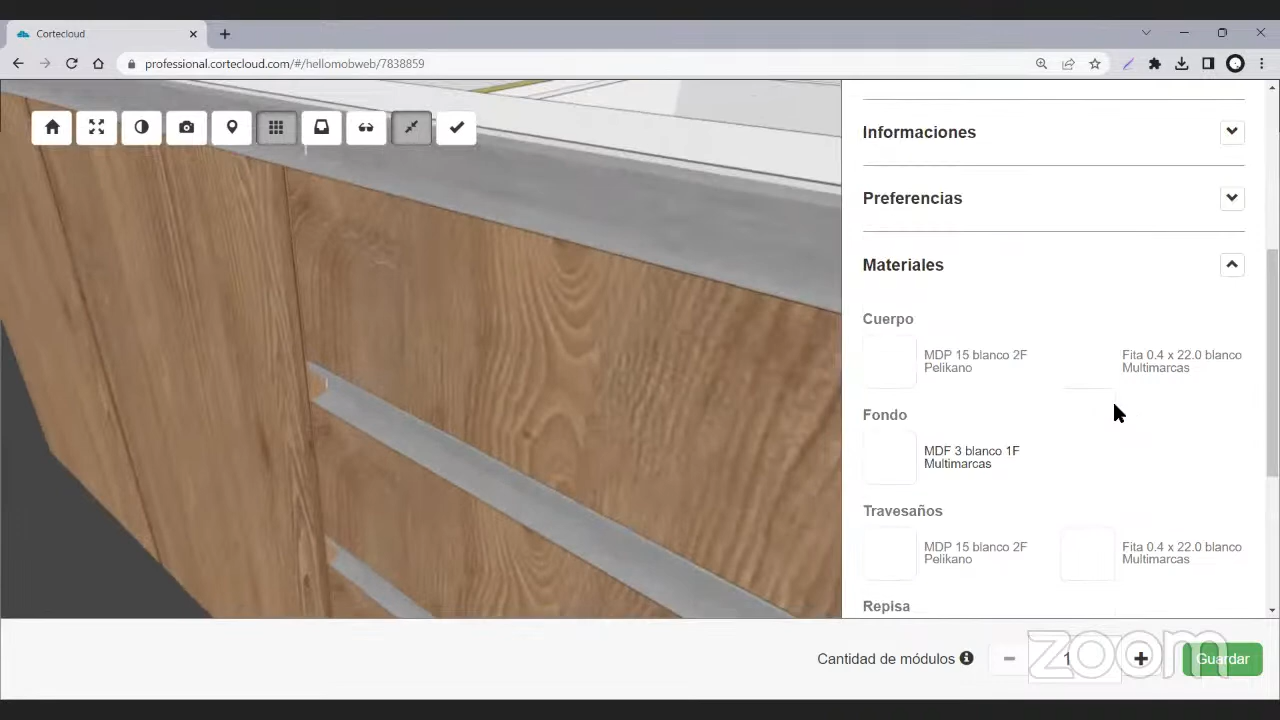 Cortecloud
professional.cortecloud.com/#/hellomobweb/7838859
Informaciones
Preferencias
Materiales
Cuerpo
MDP 15 blanco 2F
Pelikano
Fita 0.4 x 22.0 blanco
Multimarcas
Fondo
MDF 3 blanco 1F
Multimarcas
Travesaños
MDP 15 blanco 2F
Pelikano
Fita 0.4 x 22.0 blanco
Multimarcas
Repisa
Cantidad de módulos
1
Guardar
zoom